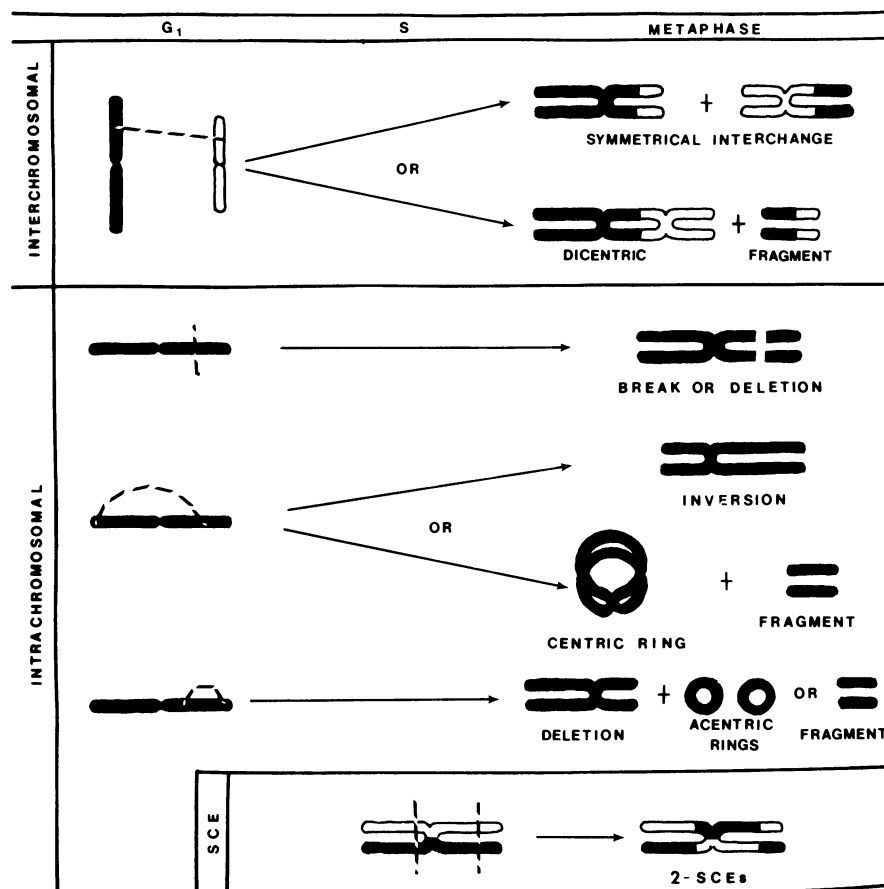 G₁ S METAPHASE
INTERCHROMOSOMAL
SYMMETRICAL INTERCHANGE
OR
DICENTRIC FRAGMENT
INTRACHROMOSOMAL
BREAK OR DELETION
INVERSION
OR
CENTRIC RING
FRAGMENT
OR
DELETION
ACENTRIC
RINGS
FRAGMENT
SCE
2-SCEs